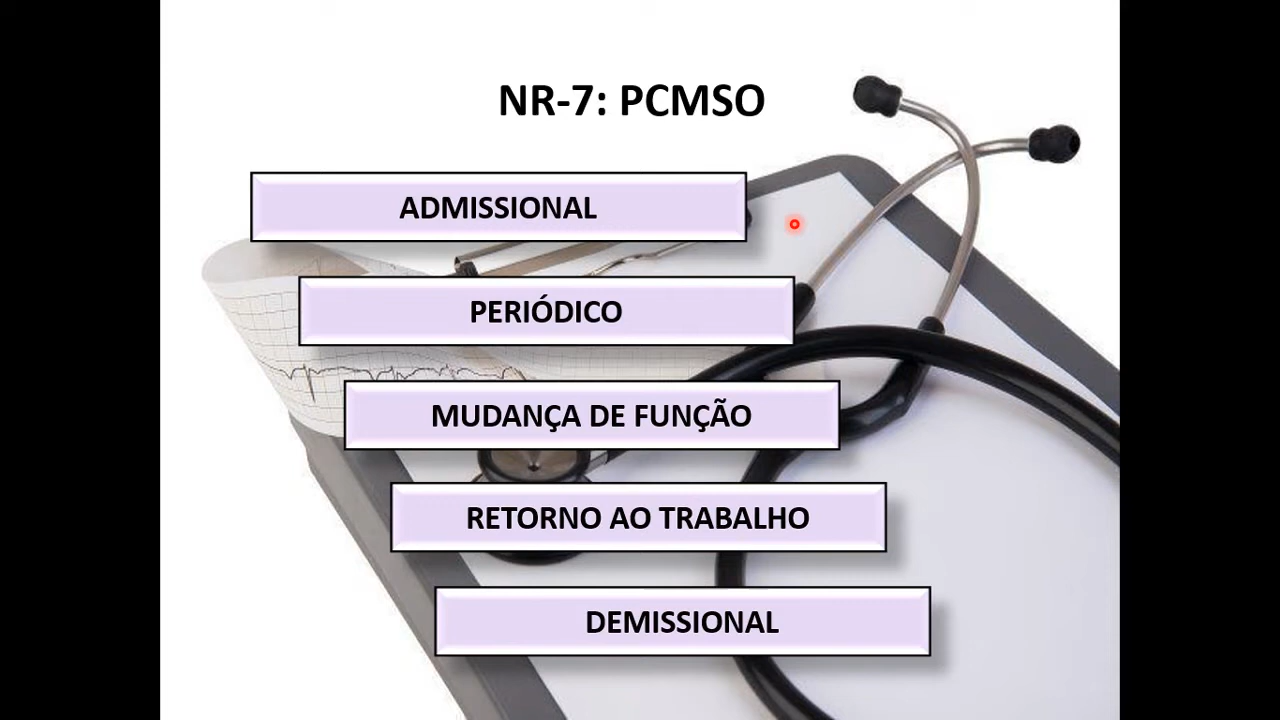 NR-7: PCMSO
ADMISSIONAL
PERIÓDICO
MUDANÇA DE FUNÇÃO
RETORNO AO TRABALHO
DEMISSIONAL